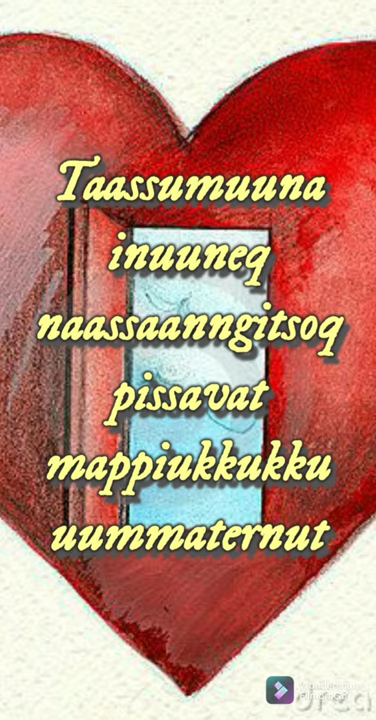 Taassumuuna
inuuneq
naassaanngitsoq
pissavat
mappiukkukku
uummaternut